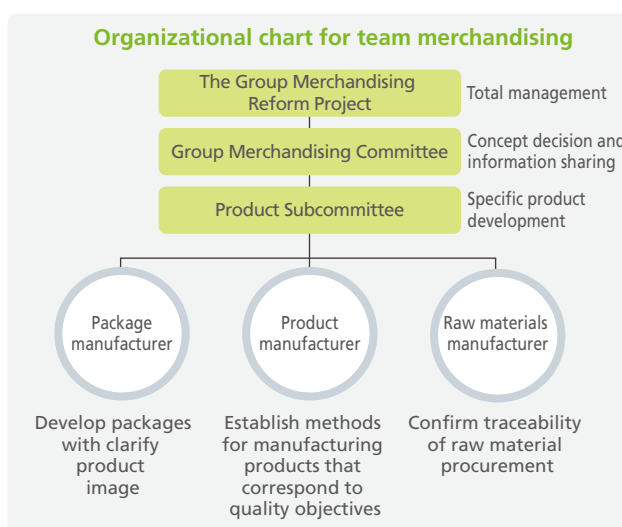 Organizational chart for team merchandising
The Group Merchandising
Reform Project
Total management
Group Merchandising Committee
Concept decision and
information sharing
Product Subcommittee
Specific product
development
Package
manufacturer
Product
manufacturer
Raw materials
manufacturer
Develop packages
with clarify
product
image
Establish methods
for manufacturing
products that
correspond to
quality objectives
Confirm traceability
of raw material
procurement